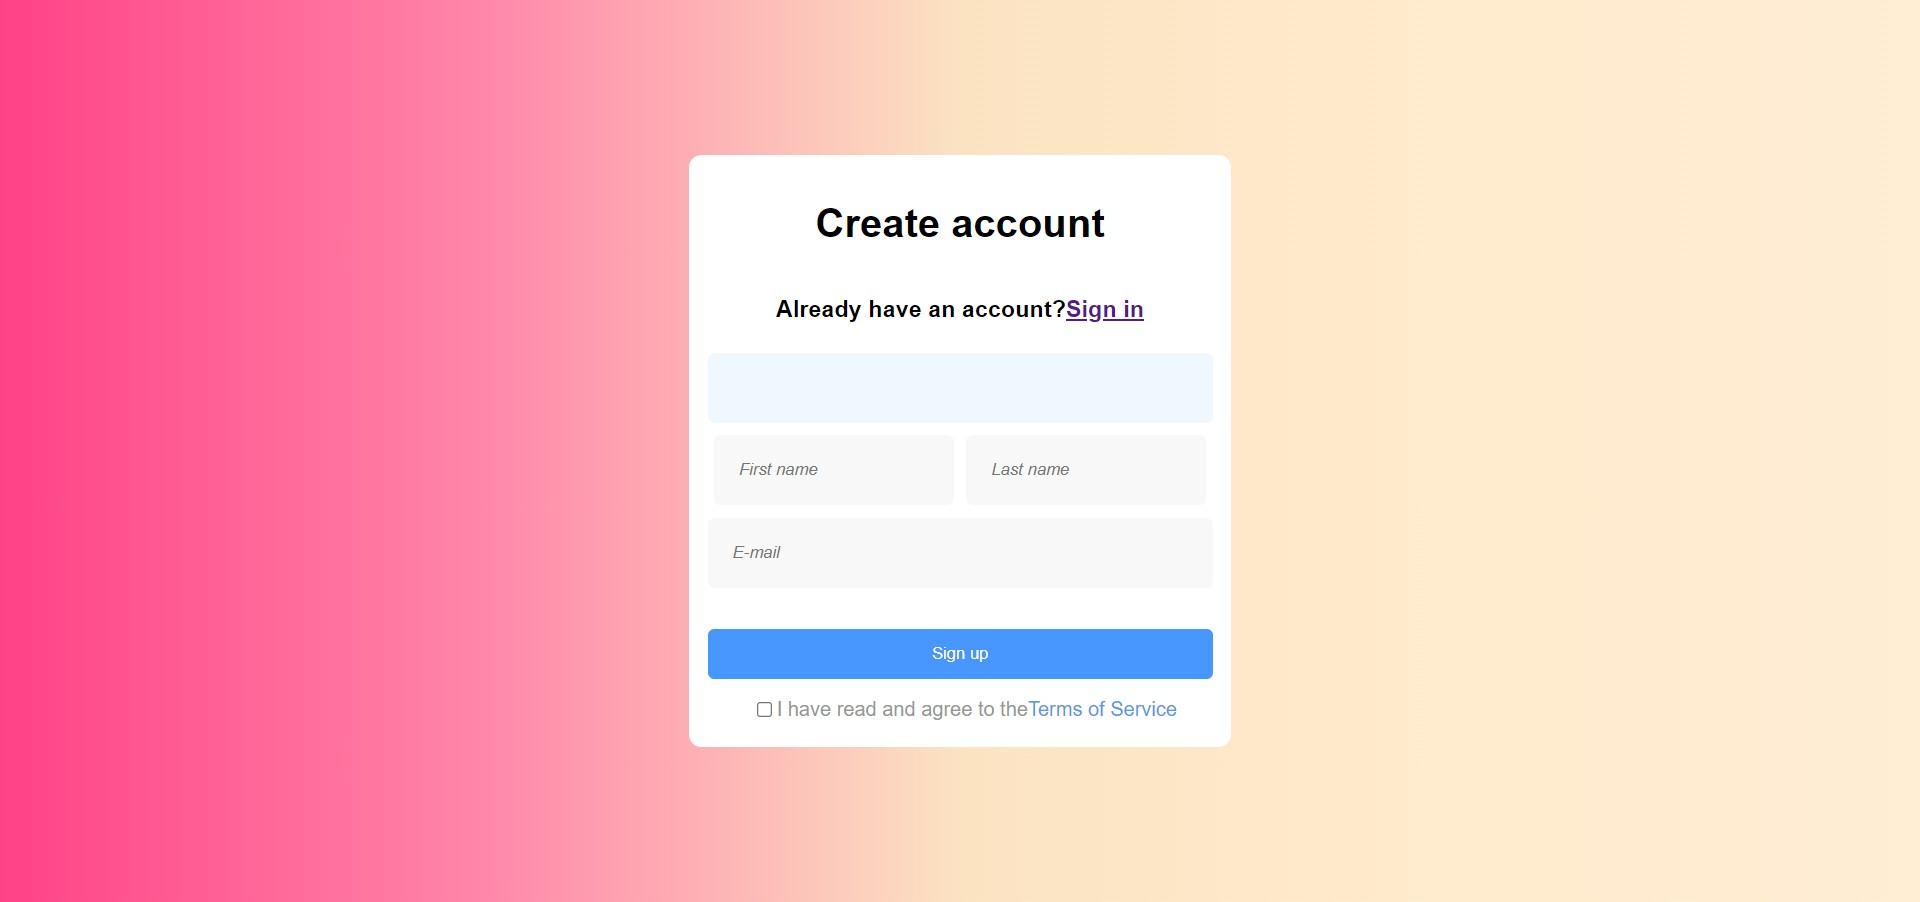 Create account
Already have an account?Sign in
First name Last name
E-mail
Sign up
I have read and agree to theTerms of Service